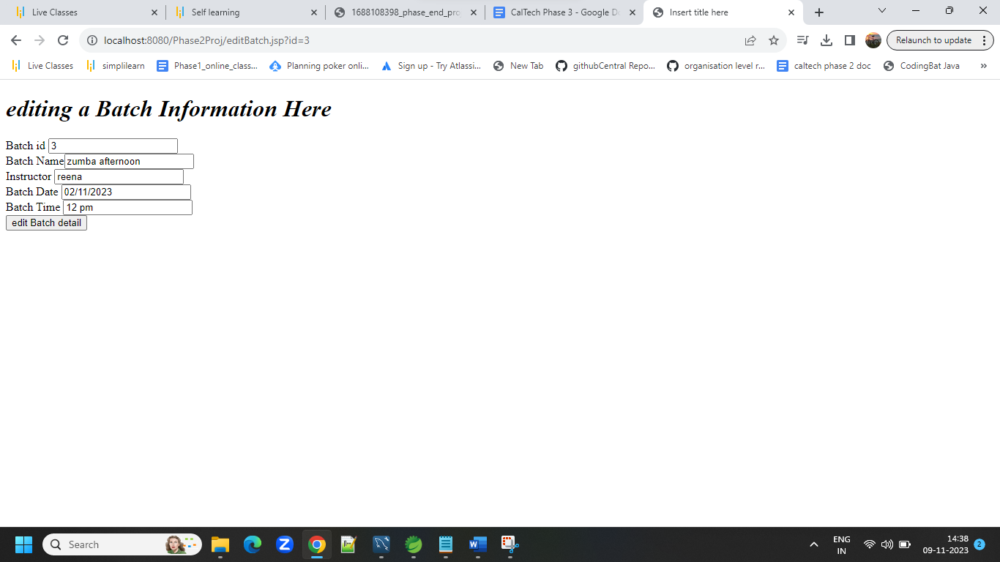 Live Classes
Self learning
1688108398_phase_end_pro
CalTech Phase 3 - Google Do
Insert title here
localhost:8080/Phase2Proj/editBatch.jsp?id=3
Relaunch to update
Live Classes
simplilearn
Phase1_online_class...
Planning poker onli...
Sign up - Try Atlassi...
New Tab
githubCentral Repo...
organisation level r...
caltech phase 2 doc
CodingBat Java
»
editing a Batch Information Here
Batch id 3
Batch Name zumba afternoon
Instructor reena
Batch Date 02/11/2023
Batch Time 12 pm
edit Batch detail
Search
ENG
IN
14:38
09-11-2023
2